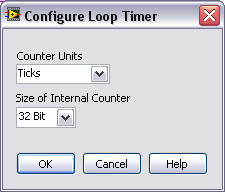 Configure Loop Timer
Counter Units
Ticks
Size of Internal Counter
32 Bit
OK
Cancel
Help